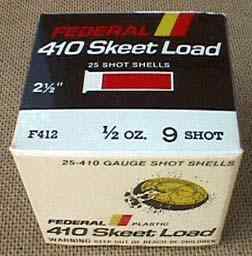 FEDERAL
410 Skeet Load
25 SHOT SHELLS
2½"
F412 ½ OZ. 9 SHOT
25-410 GAUGE SHOT SHELLS
FEDERAL PLASTIC
410 Skeet Load
WARNING KEEP OUT OF REACH OF CHILDREN